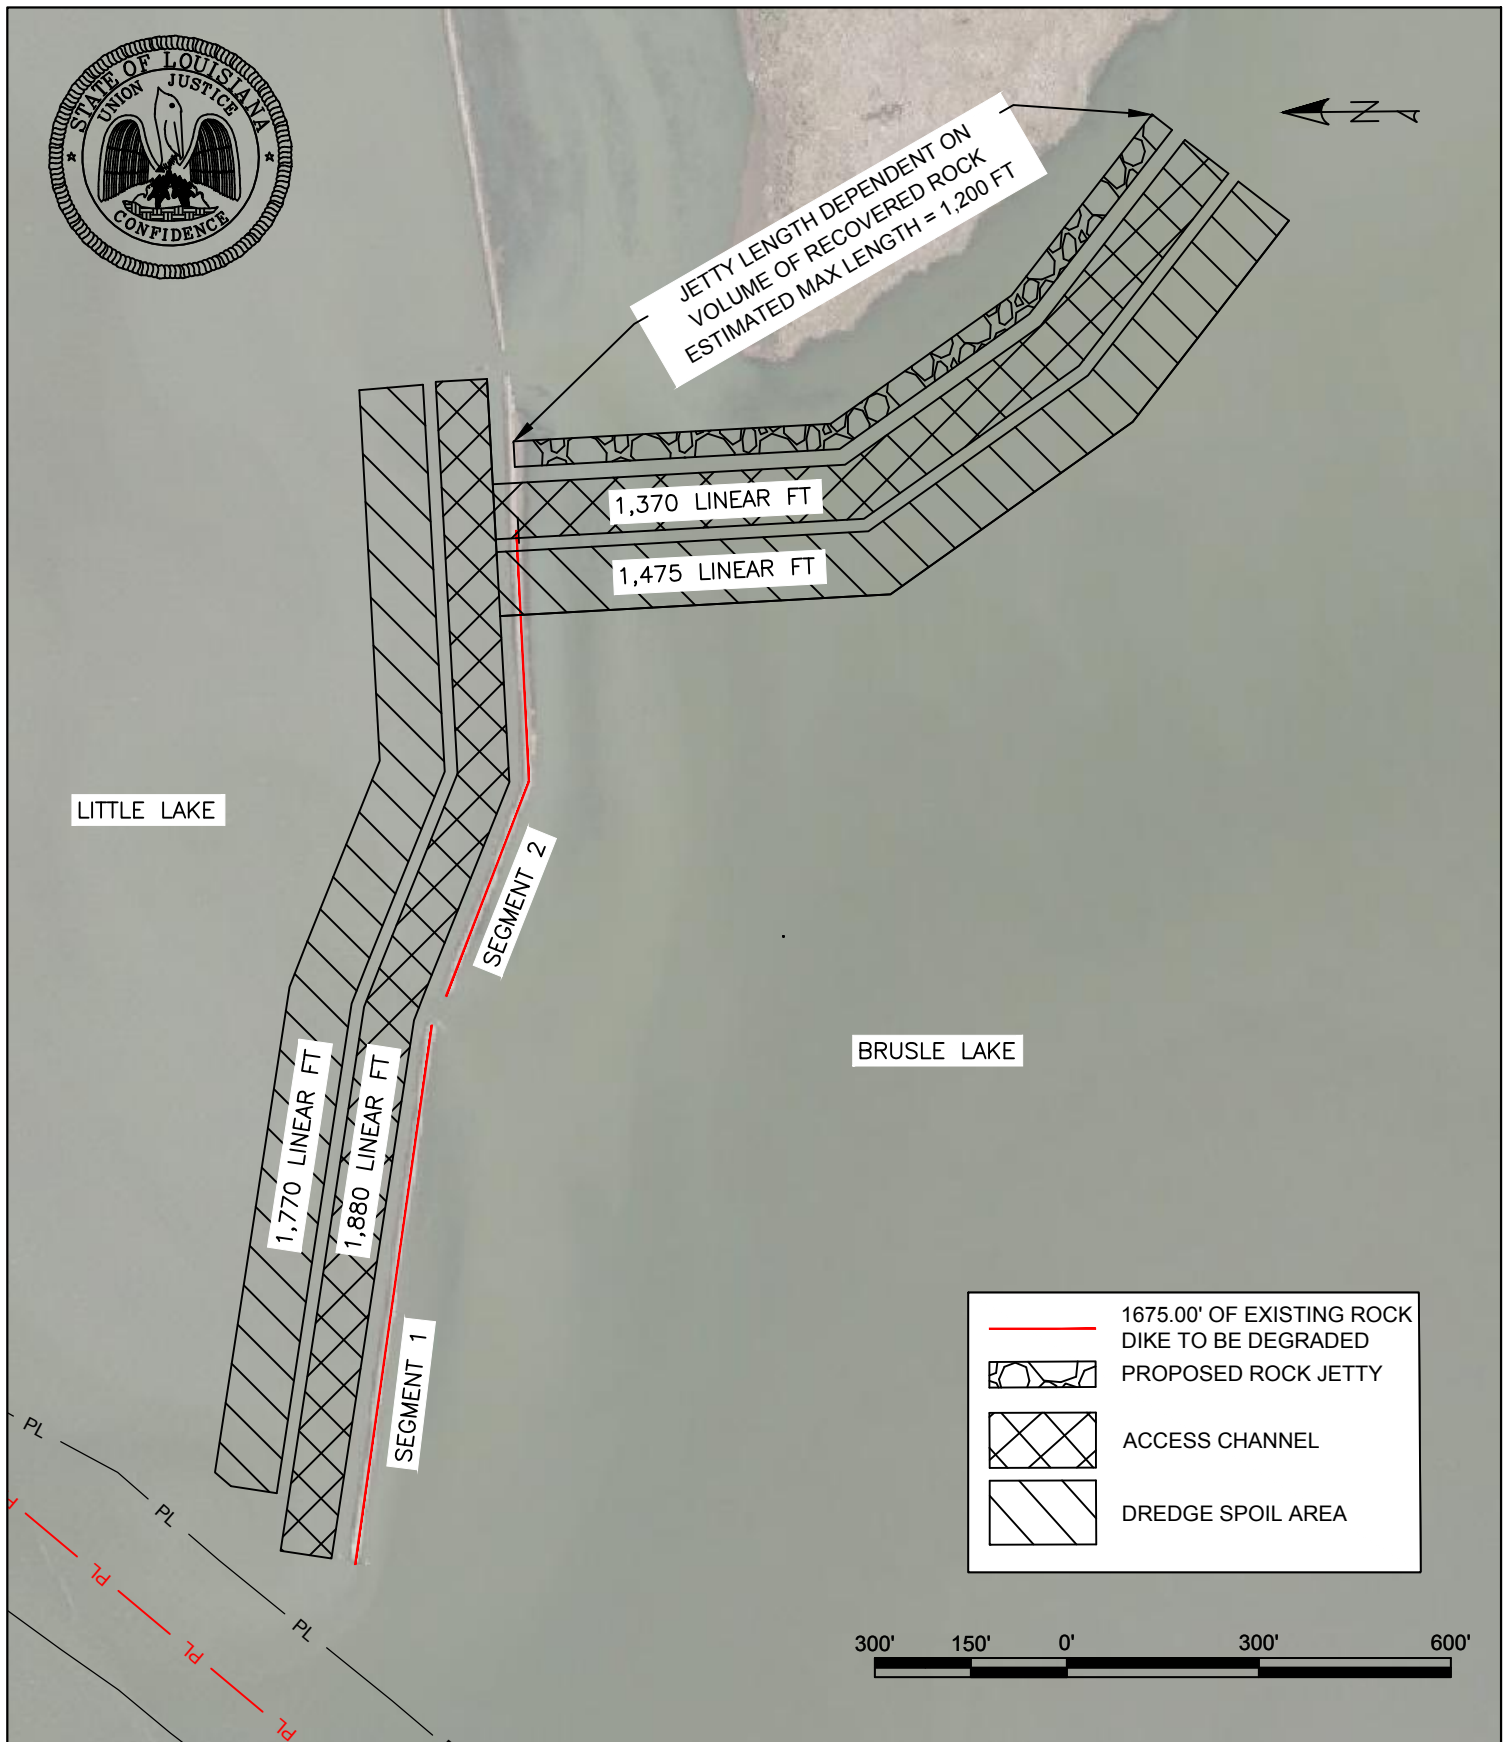 STATE OF LOUISIANA
UNION JUSTICE
CONFIDENCE
JETTY LENGTH DEPENDENT ON
VOLUME OF RECOVERED ROCK
ESTIMATED MAX LENGTH = 1,200 FT
N
1,370 LINEAR FT
1,475 LINEAR FT
LITTLE LAKE
SEGMENT 2
BRUSLE LAKE
1,770 LINEAR FT
1,880 LINEAR FT
SEGMENT 1
1675.00' OF EXISTING ROCK
DIKE TO BE DEGRADED
PROPOSED ROCK JETTY
ACCESS CHANNEL
DREDGE SPOIL AREA
PL
PL
PL
PL
PL
PL
300' 150' 0' 300' 600'